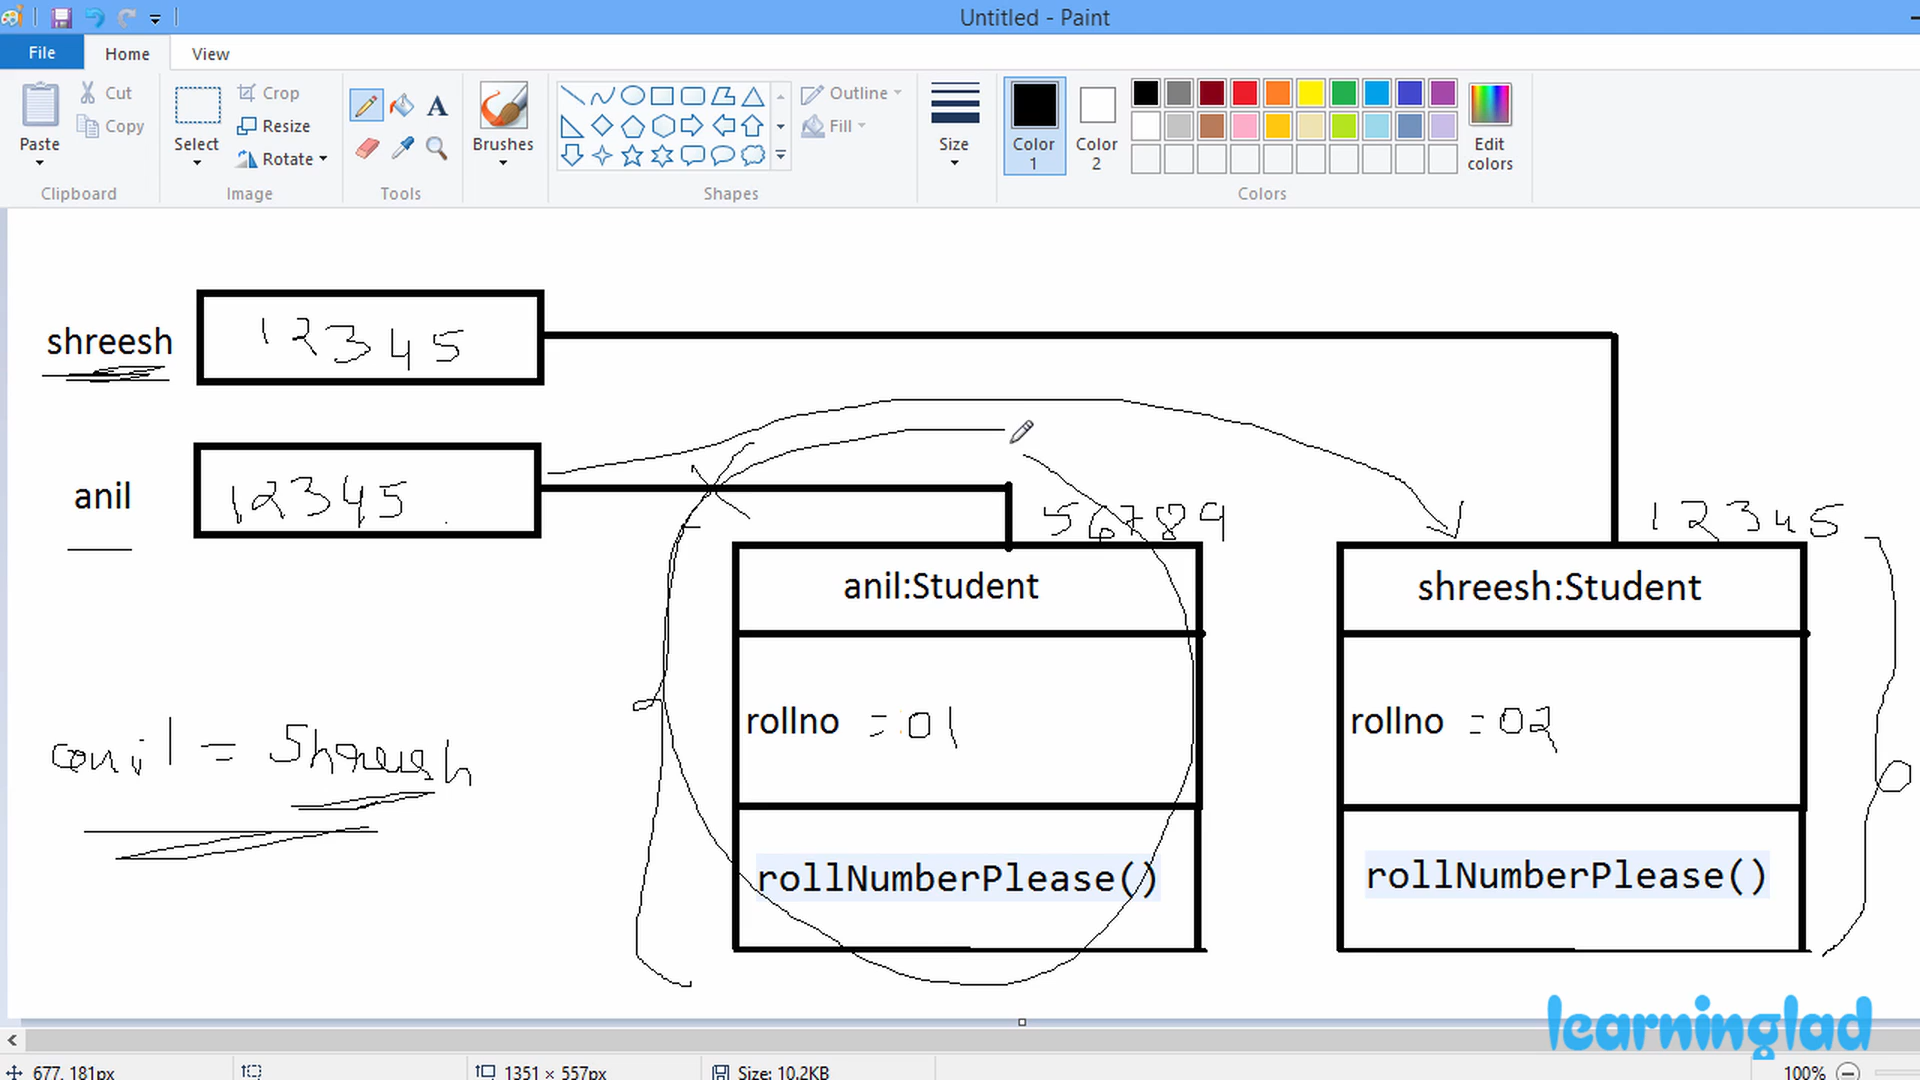 Untitled - Paint
File Home View
Paste
Cut
Copy
Clipboard
Select
Crop
Resize
Rotate
Image
Tools
Brushes
Shapes
Outline
Fill
Size
Color 1
Color 2
Edit colors
Colors
shreesh
12345
anil
12345
56789
12345
anil:Student
shreesh:Student
rollno = 01
rollno = 02
anil = Shreesh
rollNumberPlease()
rollNumberPlease()
learninglad
677, 181px
1351 × 557px
Size: 10.2KB
100%